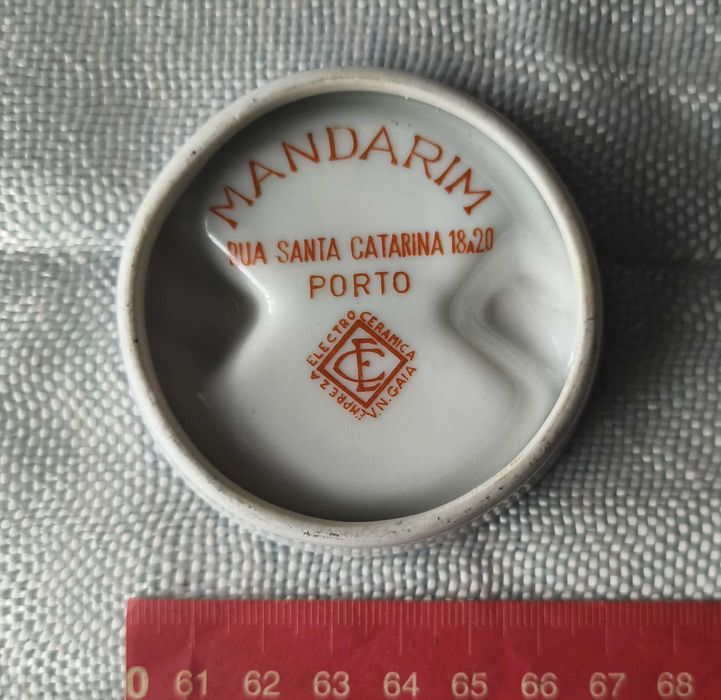 MANDARIM
RUA SANTA CATARINA 18A20
PORTO
EMPREZA ELECTRO CERAMICA
CE
V.N. GAIA
0 61 62 63 64 65 66 67 68